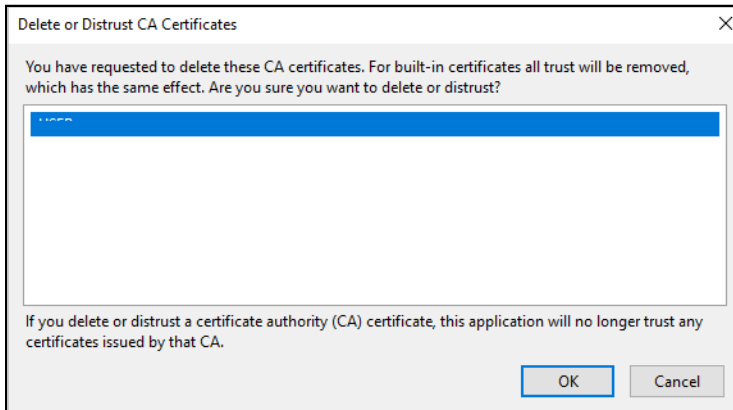 Delete or Distrust CA Certificates
You have requested to delete these CA certificates. For built-in certificates all trust will be removed,
which has the same effect. Are you sure you want to delete or distrust?
If you delete or distrust a certificate authority (CA) certificate, this application will no longer trust any
certificates issued by that CA.
OK Cancel